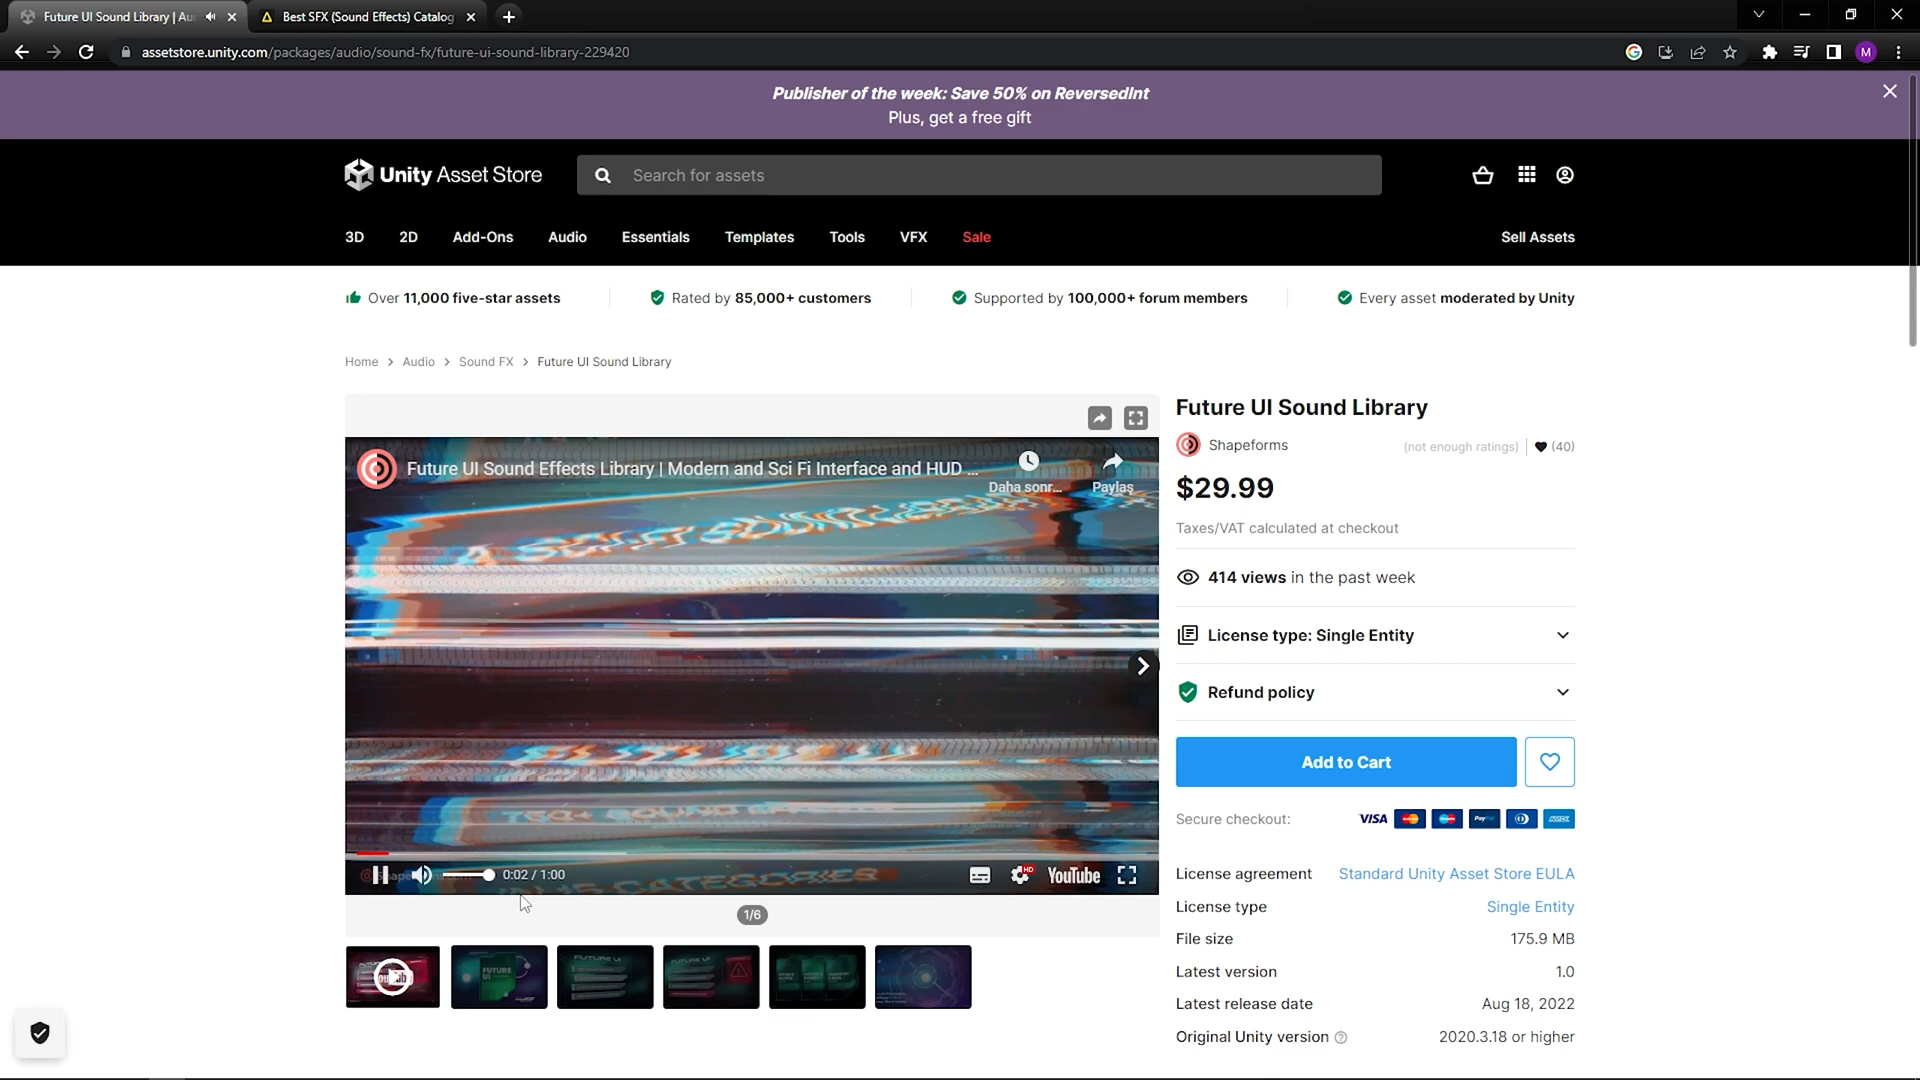 Future UI Sound Library | Au
Best SFX (Sound Effects) Catalog
assetstore.unity.com/packages/audio/sound-fx/future-ui-sound-library-229420
M
Publisher of the week: Save 50% on ReversedInt
Plus, get a free gift
Unity Asset Store
Search for assets
3D 2D Add-Ons Audio Essentials Templates Tools VFX Sale Sell Assets
Over 11,000 five-star assets
Rated by 85,000+ customers
Supported by 100,000+ forum members
Every asset moderated by Unity
Home > Audio > Sound FX > Future UI Sound Library
Future UI Sound Effects Library | Modern and Sci Fi Interface and HUD ...
Daha sonr...
Paylaş
0:02 / 1:00
HD
YouTube
1/6
FUTURE
UI
FUTURE UI
FUTURE UI
Future UI Sound Library
Shapeforms
(not enough ratings) | (40)
$29.99
Taxes/VAT calculated at checkout
414 views in the past week
License type: Single Entity
Refund policy
Add to Cart
Secure checkout:
VISA
PayPal
License agreement Standard Unity Asset Store EULA
License type Single Entity
File size 175.9 MB
Latest version 1.0
Latest release date Aug 18, 2022
Original Unity version 2020.3.18 or higher